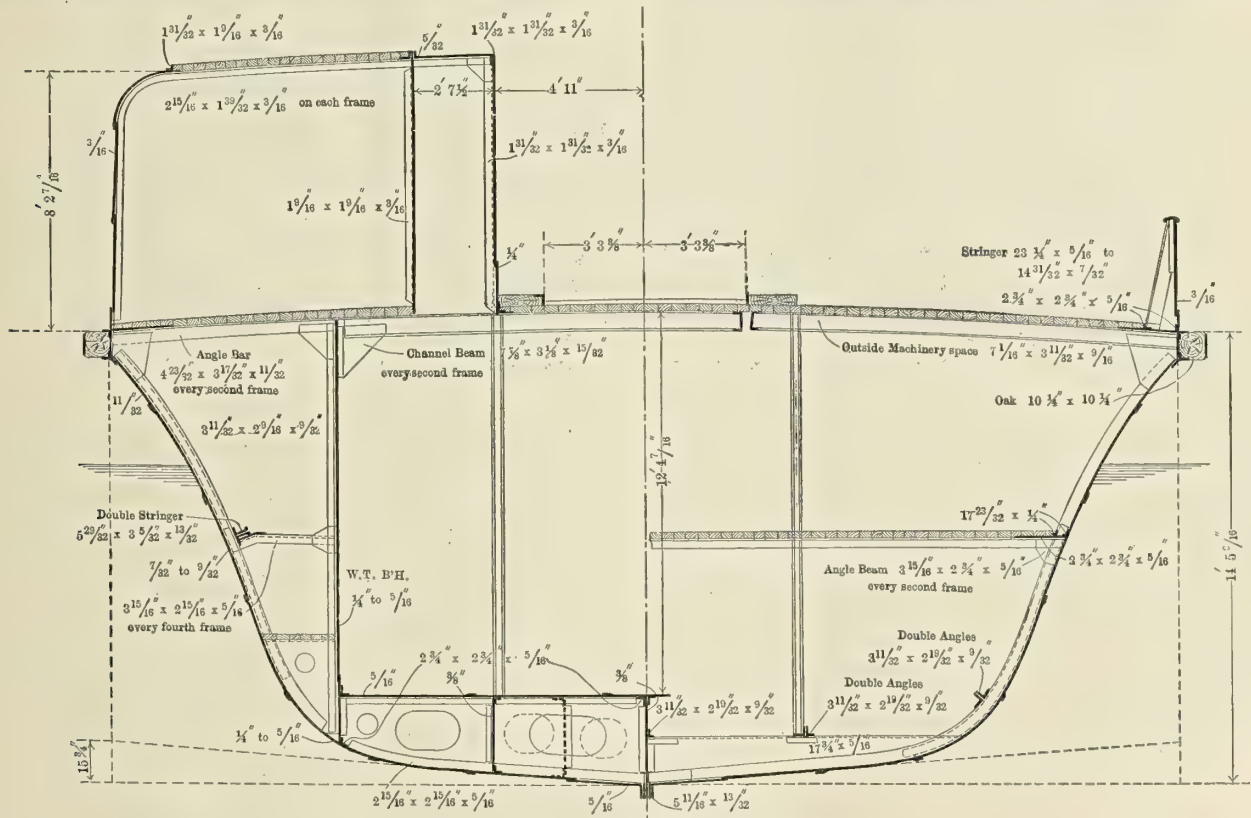 1 31/32" x 1 9/16" x 3/16"
5/32"
1 31/32" x 1 31/32" x 3/16"
2' 7½"
4' 11"
2 15/16" x 1 39/32" x 3/16" on each frame
3/16"
8' 2 7/16"
1 31/32" x 1 31/32" x 3/16"
1 9/16" x 1 9/16" x 3/16"
¼"
3' 3⅜"
3' 3⅜"
Stringer 23 ¼" x 5/16" to
14 31/32" x 7/32"
2 ¾" x 2 ¾" x 5/16"
3/16"
Angle Bar
4 23/32" x 3 17/32" x 11/32"
every second frame
Channel Beam
every second frame
7 ⅝" x 3 ⅛" x 15/32"
Outside Machinery space 7 1/16" x 3 11/32" x 9/16"
Oak 10 ¼" x 10 ¼"
11/32"
3 11/32" x 2 9/16" x 9/32"
12' 4 7/16"
14' 5 9/16"
Double Stringer
5 29/32" x 3 5/32" x 13/32"
7/32" to 9/32"
3 15/16" x 2 15/16" x 5/16"
every fourth frame
W.T. B'H.
¼" to 5/16"
17 23/32" x ¼"
2 ¾" x 2 ¾" x 5/16"
Angle Beam 3 15/16" x 2 ¾" x 5/16"
every second frame
Double Angles
3 11/32" x 2 19/32" x 9/32"
Double Angles
3 11/32" x 2 19/32" x 9/32"
2 ¾" x 2 ¾" x 5/16"
5/16"
⅜"
⅜"
3 11/32" x 2 19/32" x 9/32"
17 ¾" x 5/16"
¼" to 5/16"
15 ¾"
2 15/16" x 2 15/16" x 5/16"
5/16"
5 11/16" x 13/32"